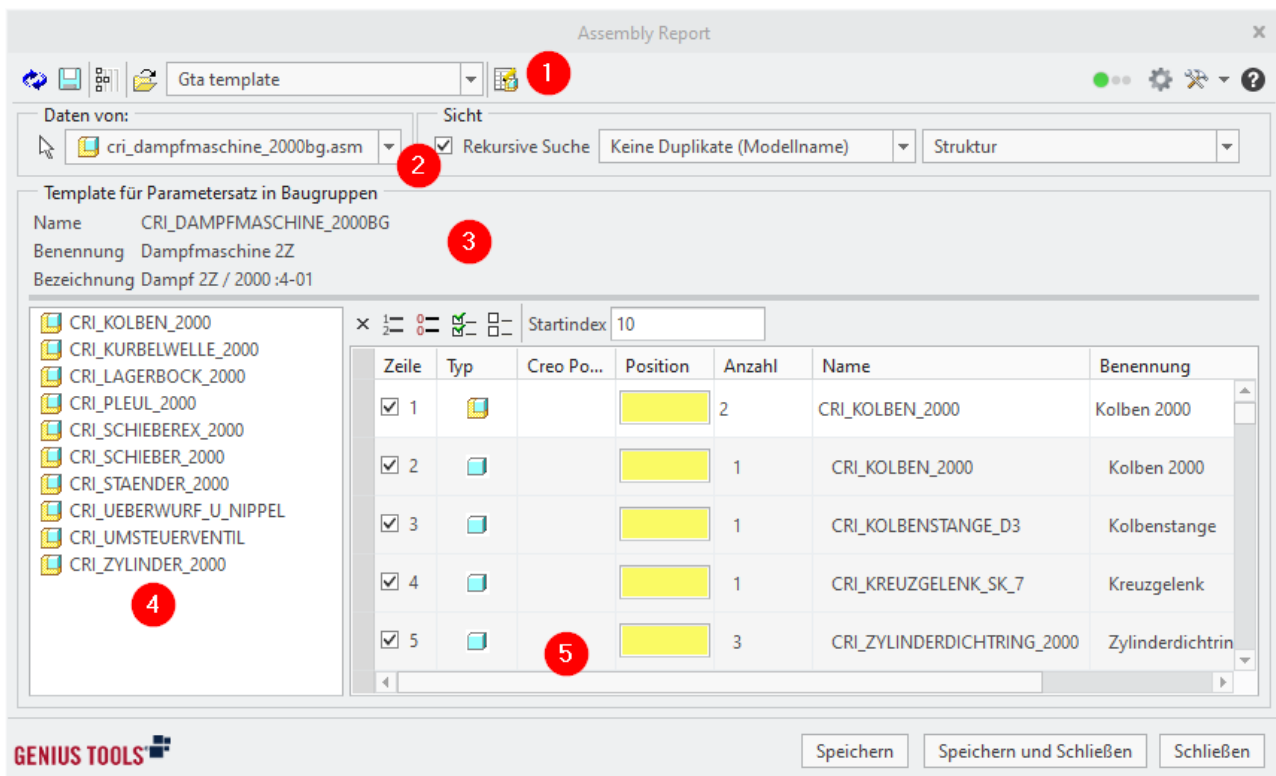 Assembly Report
Gta template
1
Daten von:
Sicht
cri_dampfmaschine_2000bg.asm
2
Rekursive Suche
Keine Duplikate (Modellname)
Struktur
Template für Parametersatz in Baugruppen
Name CRI_DAMPFMASCHINE_2000BG
3
Benennung Dampfmaschine 2Z
Bezeichnung Dampf 2Z / 2000 :4-01
CRI_KOLBEN_2000
CRI_KURBELWELLE_2000
CRI_LAGERBOCK_2000
CRI_PLEUL_2000
CRI_SCHIEBEREX_2000
CRI_SCHIEBER_2000
CRI_STAENDER_2000
CRI_UEBERWURF_U_NIPPEL
CRI_UMSTEUERVENTIL
CRI_ZYLINDER_2000
4
Startindex 10
Zeile Typ Creo Po... Position Anzahl Name Benennung
1 2 CRI_KOLBEN_2000 Kolben 2000
2 1 CRI_KOLBEN_2000 Kolben 2000
3 1 CRI_KOLBENSTANGE_D3 Kolbenstange
4 1 CRI_KREUZGELENK_SK_7 Kreuzgelenk
5 3 CRI_ZYLINDERDICHTRING_2000 Zylinderdichtrin
5
GENIUS TOOLS
Speichern
Speichern und Schließen
Schließen